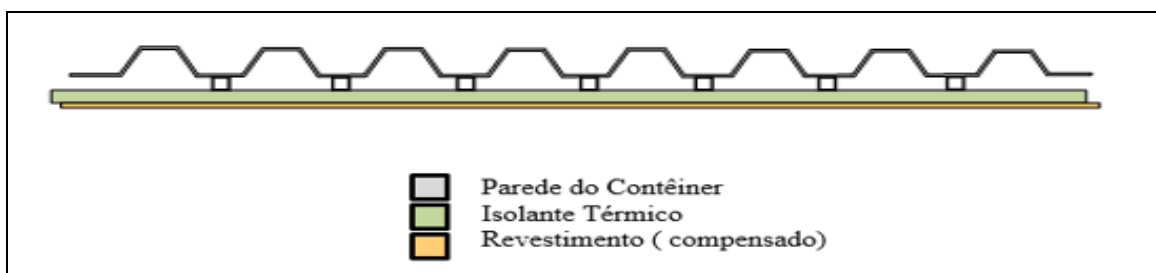 Parede do Contêiner
Isolante Térmico
Revestimento ( compensado)